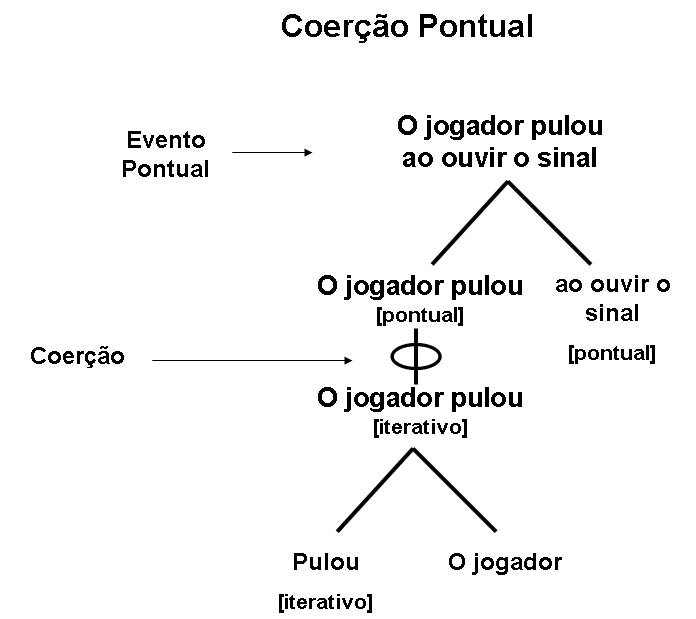 Coerção Pontual
O jogador pulou
ao ouvir o sinal
Evento
Pontual
O jogador pulou
[pontual]
ao ouvir o
sinal
[pontual]
Coerção
O jogador pulou
[iterativo]
Pulou
[iterativo]
O jogador